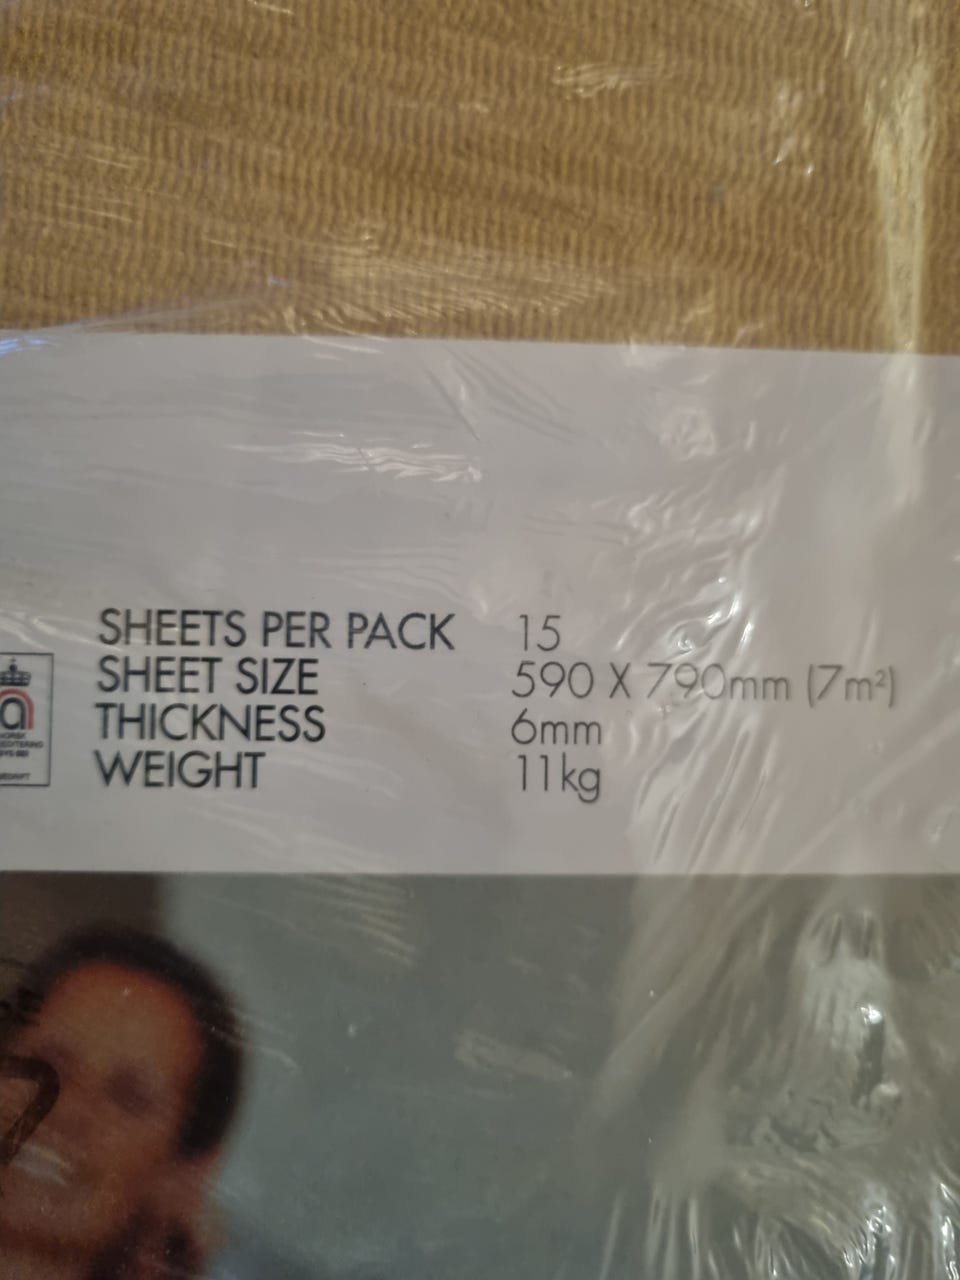 SHEETS PER PACK 15
SHEET SIZE 590 X 790mm (7m²)
THICKNESS 6mm
WEIGHT 11kg
a